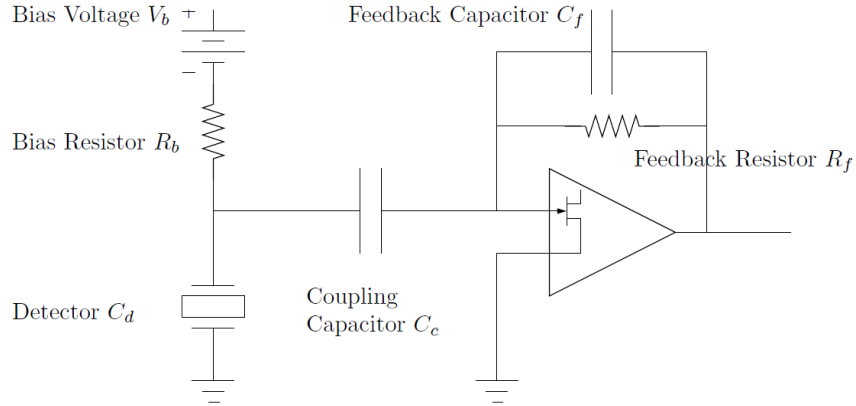 Bias Voltage $V_b$ +
Feedback Capacitor $C_f$
−
Bias Resistor $R_b$
Feedback Resistor $R_f$
Detector $C_d$
Coupling
Capacitor $C_c$